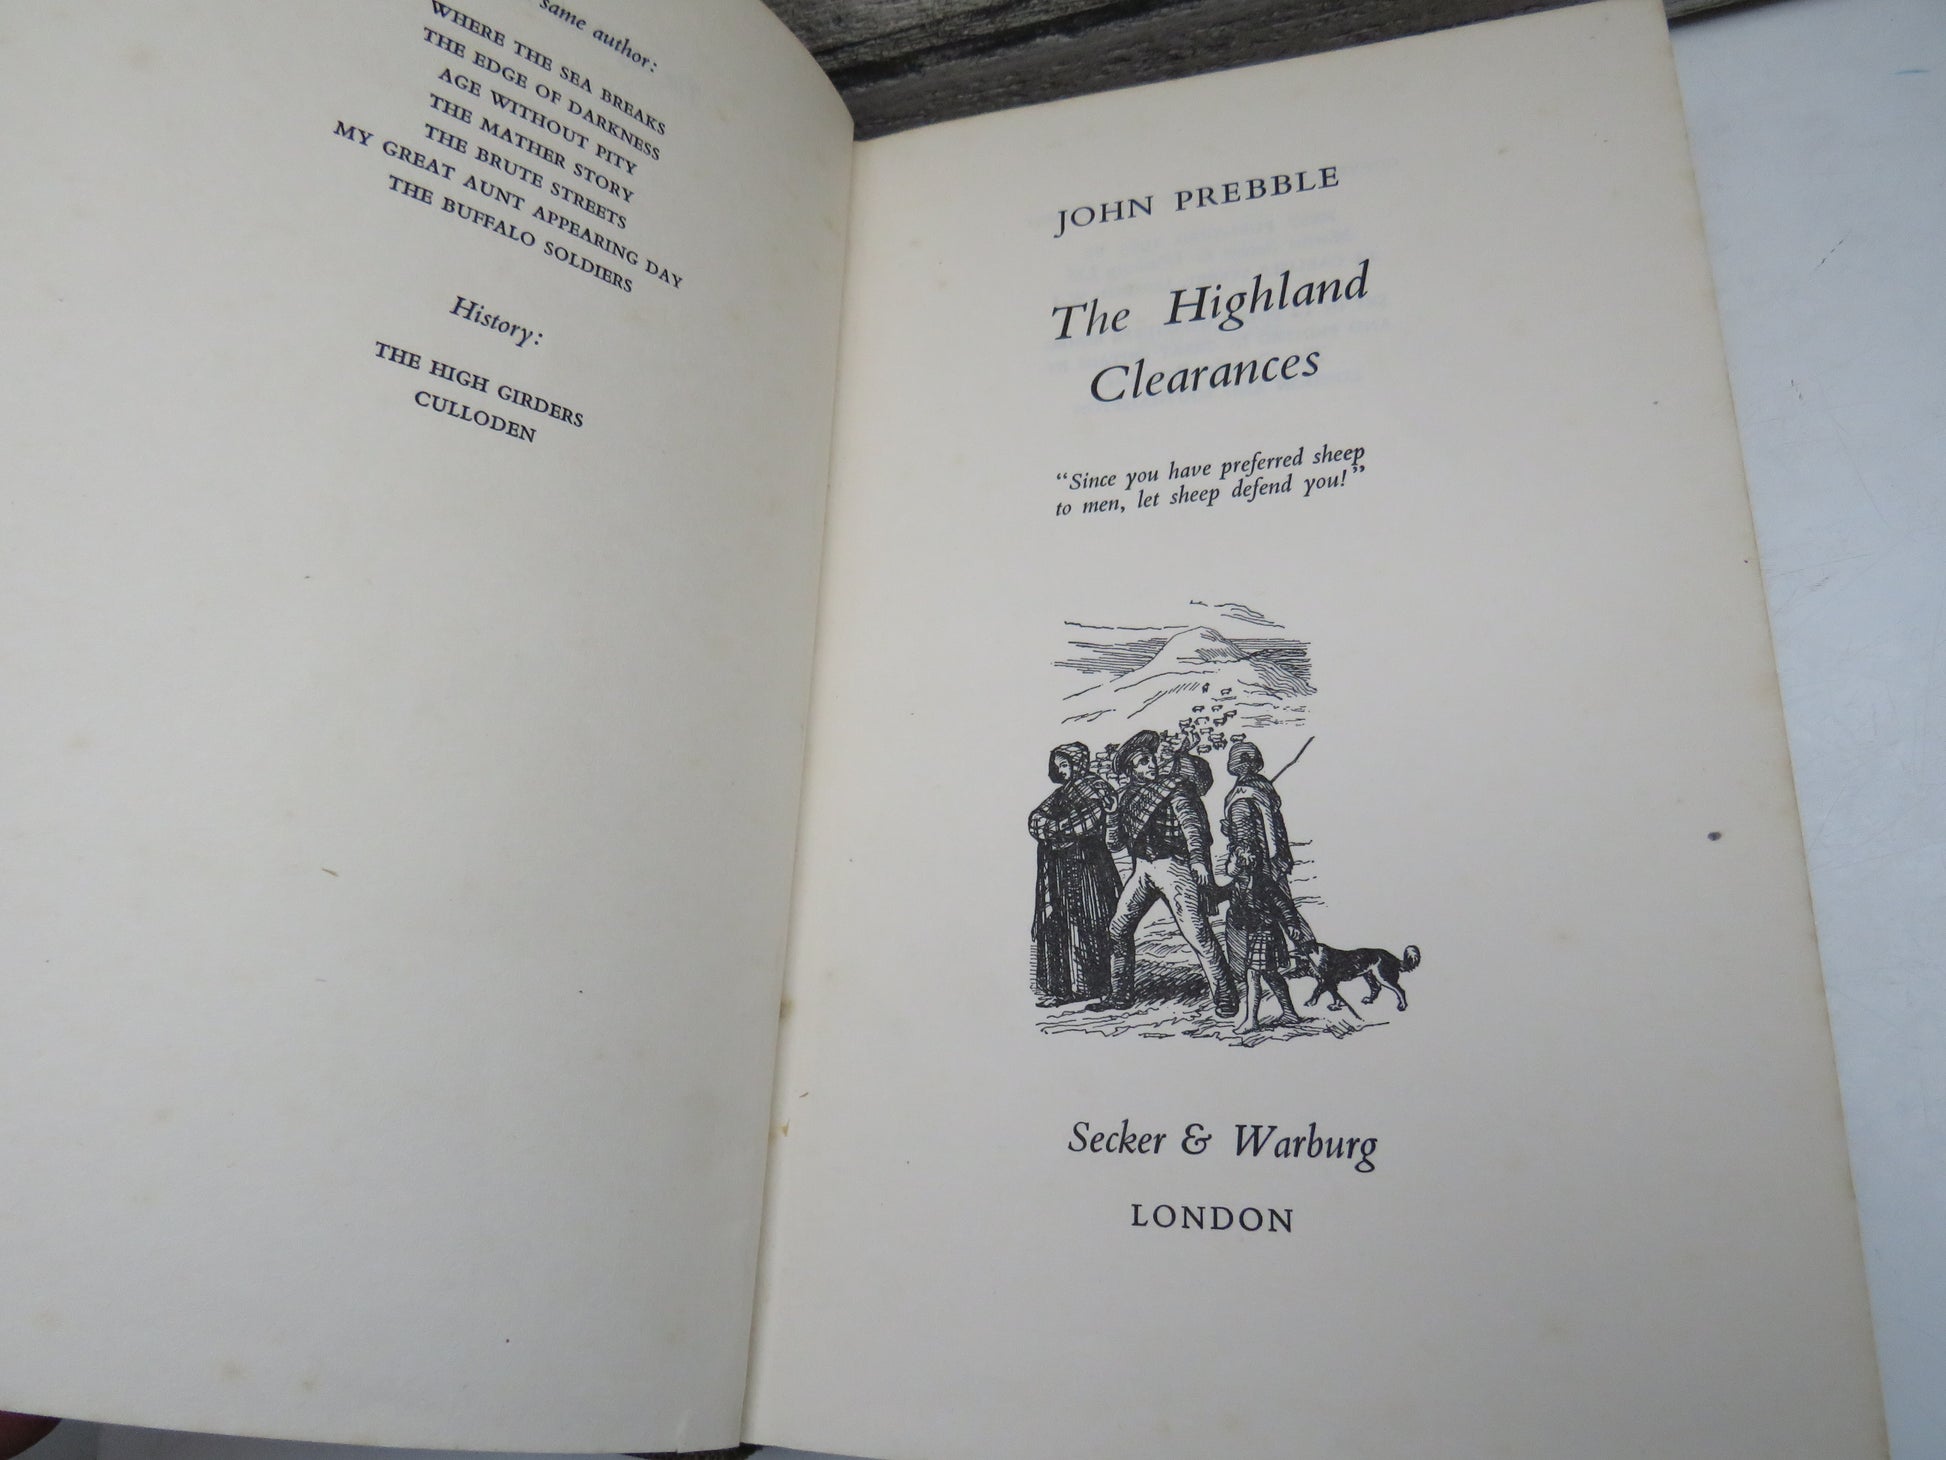 same author:
WHERE THE SEA BREAKS
THE EDGE OF DARKNESS
AGE WITHOUT PITY
THE MATHER STORY
THE BRUTE STREETS
MY GREAT AUNT APPEARING DAY
THE BUFFALO SOLDIERS
History:
THE HIGH GIRDERS
CULLODEN
JOHN PREBBLE
The Highland
Clearances
“Since you have preferred sheep
to men, let sheep defend you!”
Secker & Warburg
LONDON